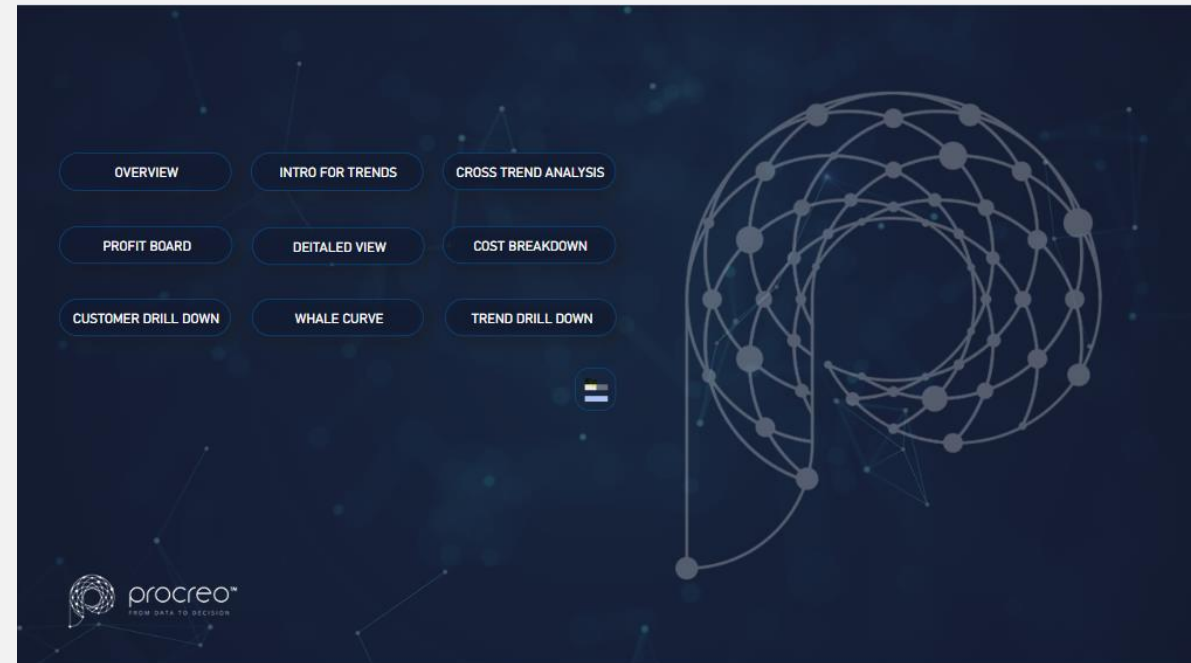 OVERVIEW
INTRO FOR TRENDS
CROSS TREND ANALYSIS
PROFIT BOARD
DEITALED VIEW
COST BREAKDOWN
CUSTOMER DRILL DOWN
WHALE CURVE
TREND DRILL DOWN
procreo™
FROM DATA TO DECISION